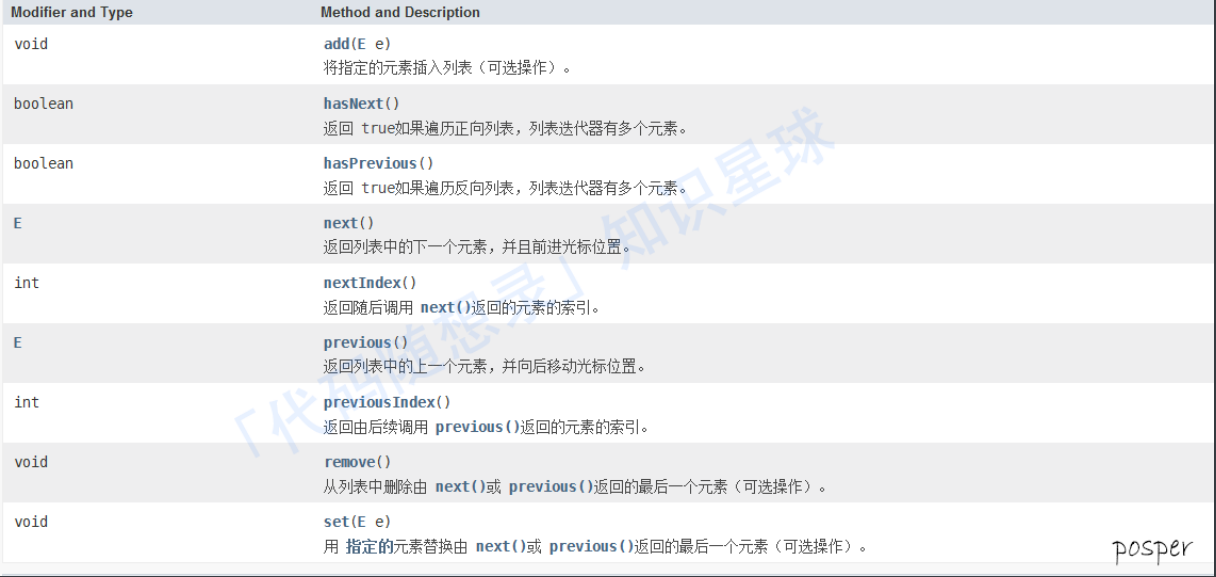 Modifier and Type Method and Description
void add(E e)
将指定的元素插入列表（可选操作）。
boolean hasNext()
返回 true如果遍历正向列表，列表迭代器有多个元素。
boolean hasPrevious()
返回 true如果遍历反向列表，列表迭代器有多个元素。
E next()
返回列表中的下一个元素，并且前进光标位置。
int nextIndex()
返回随后调用 next()返回的元素的索引。
E previous()
返回列表中的上一个元素，并向后移动光标位置。
int previousIndex()
返回由后续调用 previous()返回的元素的索引。
void remove()
从列表中删除由 next()或 previous()返回的最后一个元素（可选操作）。
void set(E e)
用 指定的元素替换由 next()或 previous()返回的最后一个元素（可选操作）。
「代码随想录」知识星球
posper